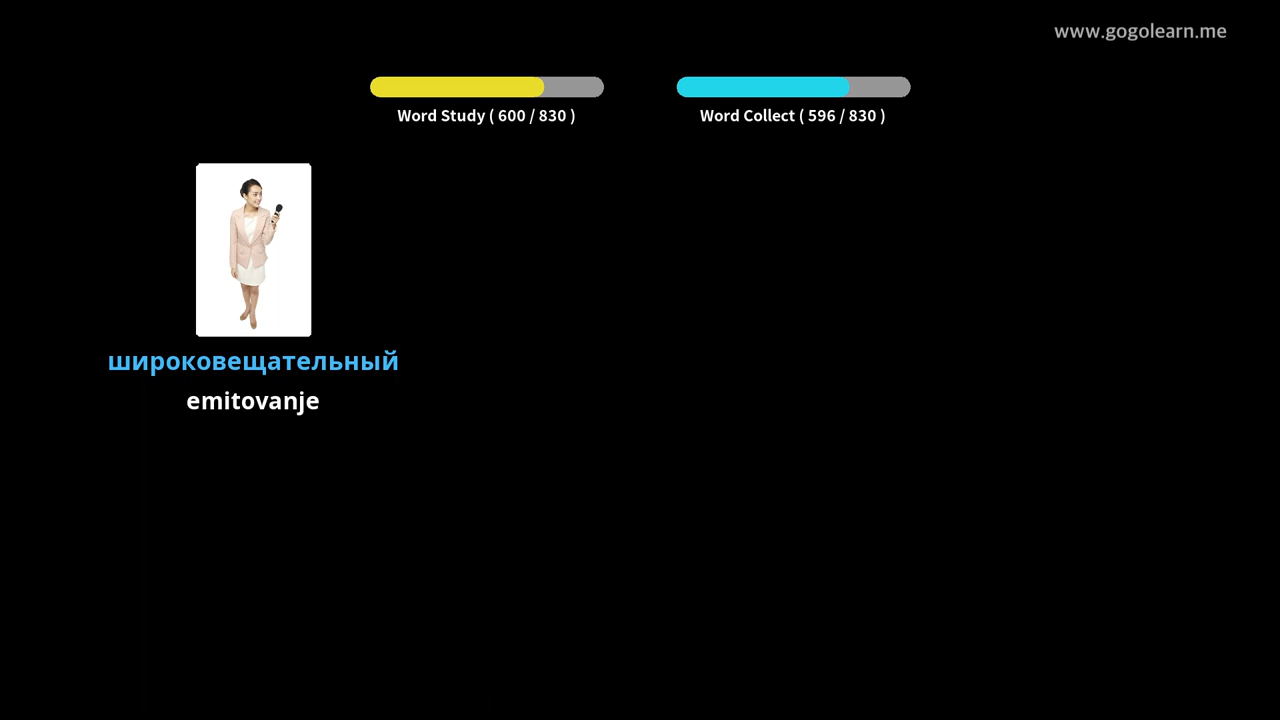 www.gogolearn.me
Word Study ( 600 / 830 )
Word Collect ( 596 / 830 )
широковещательный
emitovanje